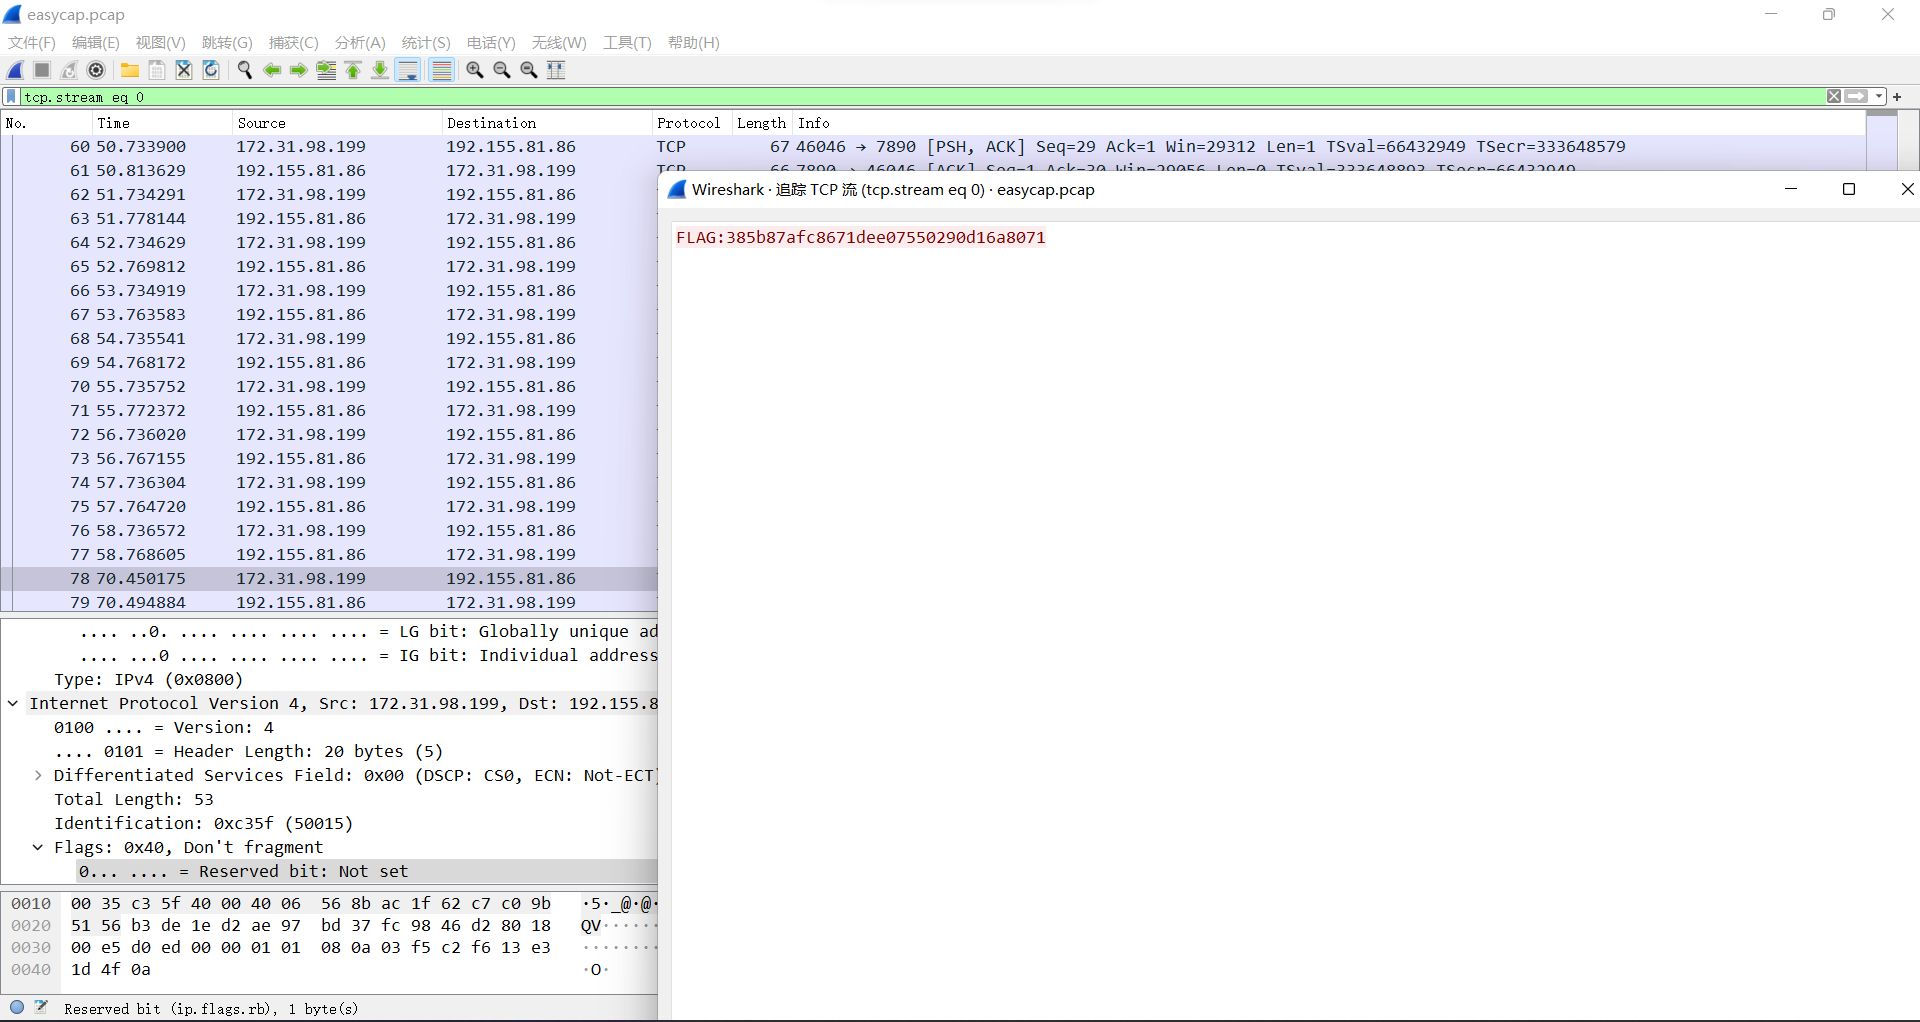 easycap.pcap
文件(F) 编辑(E) 视图(V) 跳转(G) 捕获(C) 分析(A) 统计(S) 电话(Y) 无线(W) 工具(T) 帮助(H)
tcp.stream eq 0
No. Time Source Destination Protocol Length Info
60 50.733900 172.31.98.199 192.155.81.86 TCP 67 46046 → 7890 [PSH, ACK] Seq=29 Ack=1 Win=29312 Len=1 TSval=66432949 TSecr=333648579
61 50.813629 192.155.81.86 172.31.98.199 TCP 66 7890 → 46046 [ACK] Seq=1 Ack=30 Win=29056 Len=0 TSval=333648893 TSecr=66432949
62 51.734291 172.31.98.199 192.155.81.86
63 51.778144 192.155.81.86 172.31.98.199
64 52.734629 172.31.98.199 192.155.81.86
65 52.769812 192.155.81.86 172.31.98.199
66 53.734919 172.31.98.199 192.155.81.86
67 53.763583 192.155.81.86 172.31.98.199
68 54.735541 172.31.98.199 192.155.81.86
69 54.768172 192.155.81.86 172.31.98.199
70 55.735752 172.31.98.199 192.155.81.86
71 55.772372 192.155.81.86 172.31.98.199
72 56.736020 172.31.98.199 192.155.81.86
73 56.767155 192.155.81.86 172.31.98.199
74 57.736304 172.31.98.199 192.155.81.86
75 57.764720 192.155.81.86 172.31.98.199
76 58.736572 172.31.98.199 192.155.81.86
77 58.768605 192.155.81.86 172.31.98.199
78 70.450175 172.31.98.199 192.155.81.86
79 70.494884 192.155.81.86 172.31.98.199
Wireshark · 追踪 TCP 流 (tcp.stream eq 0) · easycap.pcap
FLAG:385b87afc8671dee07550290d16a8071
.... ..0. .... .... .... .... = LG bit: Globally unique ad
.... ...0 .... .... .... .... = IG bit: Individual address
Type: IPv4 (0x0800)
Internet Protocol Version 4, Src: 172.31.98.199, Dst: 192.155.8
0100 .... = Version: 4
.... 0101 = Header Length: 20 bytes (5)
Differentiated Services Field: 0x00 (DSCP: CS0, ECN: Not-ECT)
Total Length: 53
Identification: 0xc35f (50015)
Flags: 0x40, Don't fragment
0... .... = Reserved bit: Not set
0010 00 35 c3 5f 40 00 40 06 56 8b ac 1f 62 c7 c0 9b ·5·_@·@·
0020 51 56 b3 de 1e d2 ae 97 bd 37 fc 98 46 d2 80 18 QV······
0030 00 e5 d0 ed 00 00 01 01 08 0a 03 f5 c2 f6 13 e3 ········
0040 1d 4f 0a ·O·
Reserved bit (ip.flags.rb), 1 byte(s)